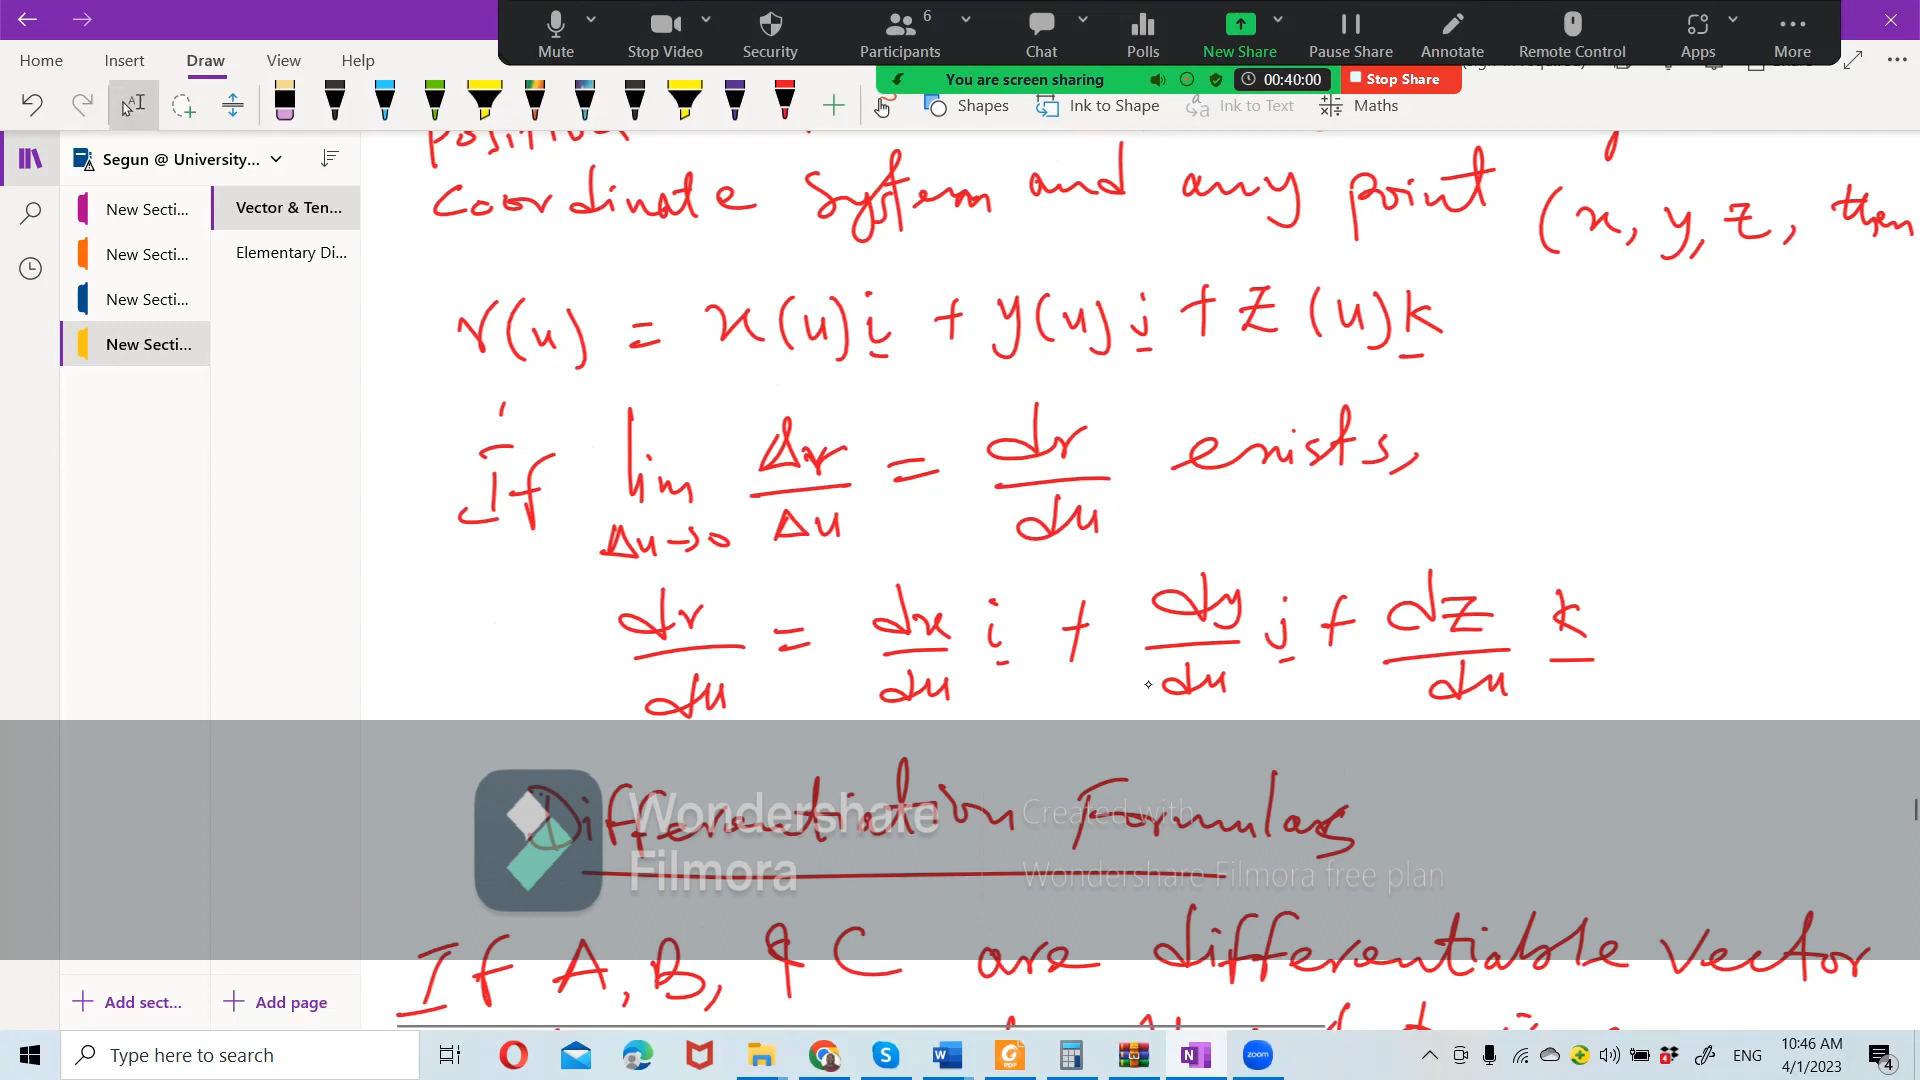 Mute
Stop Video
Security
Participants
6
Chat
Polls
New Share
Pause Share
Annotate
Remote Control
Apps
More
You are screen sharing
00:40:00
Stop Share
Home
Insert
Draw
View
Help
Shapes
Ink to Shape
Ink to Text
Maths
Segun @ University...
New Secti...
New Secti...
New Secti...
New Secti...
Vector & Ten...
Elementary Di...
coordinate system and any point (x, y, z, then
r(u) = x(u)i + y(u)j + z(u)k
If lim Δu→0 Δr/Δu = dr/du exists,
dr/du = dx/du i + dy/du j + dz/du k
Differentiation Formulas
Wondershare
Filmora
Created with
Wondershare Filmora free plan
If A, B, & C are differentiable vector
Add sect...
Add page
Type here to search
ENG
10:46 AM
4/1/2023
4